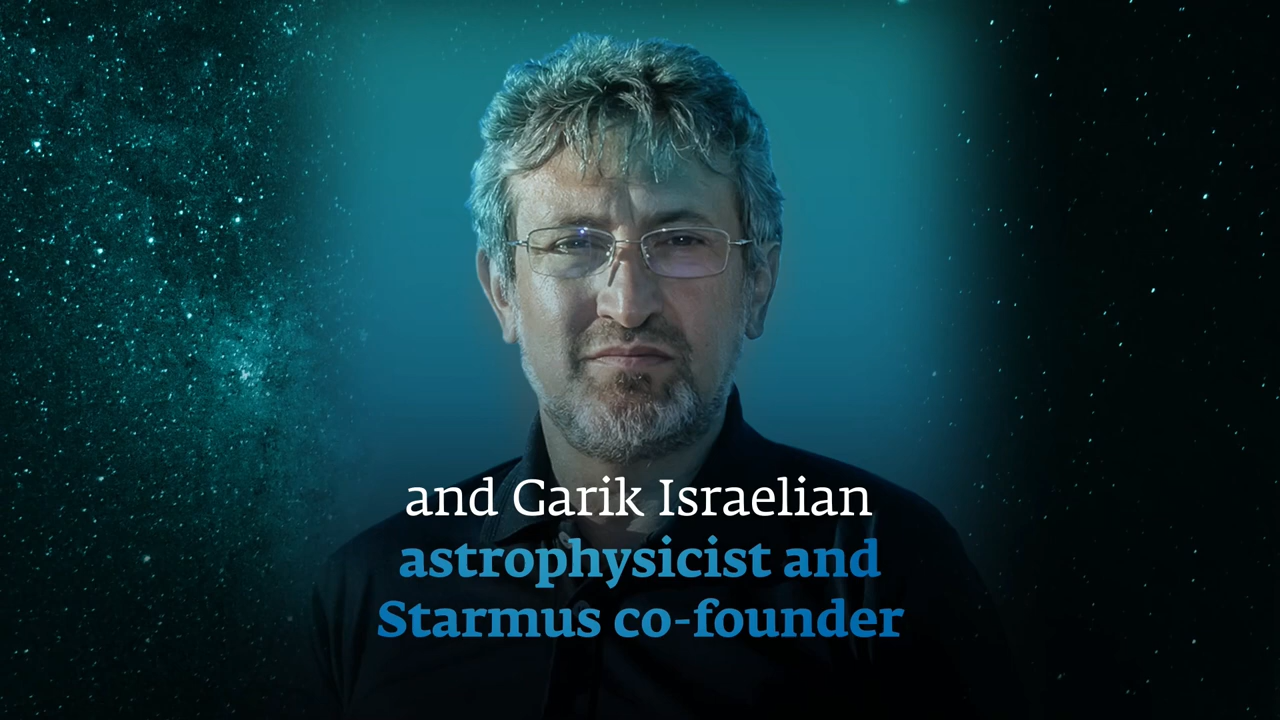 and Garik Israelian
astrophysicist and
Starmus co-founder